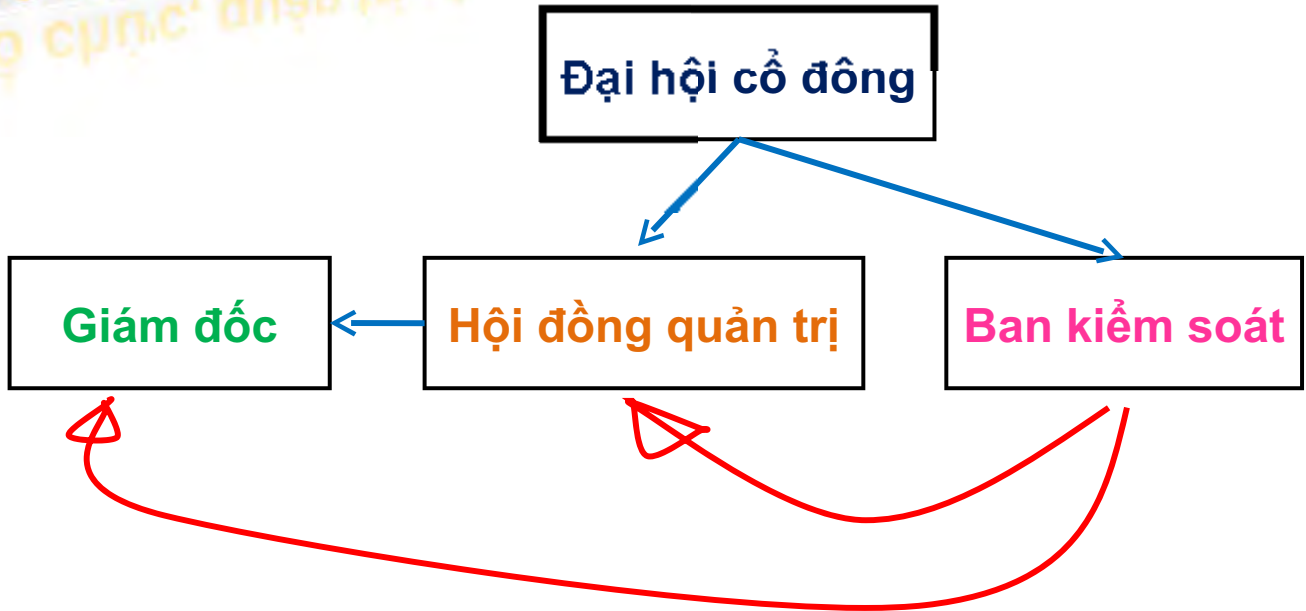 Đại hội cổ đông
Giám đốc
Hội đồng quản trị
Ban kiểm soát